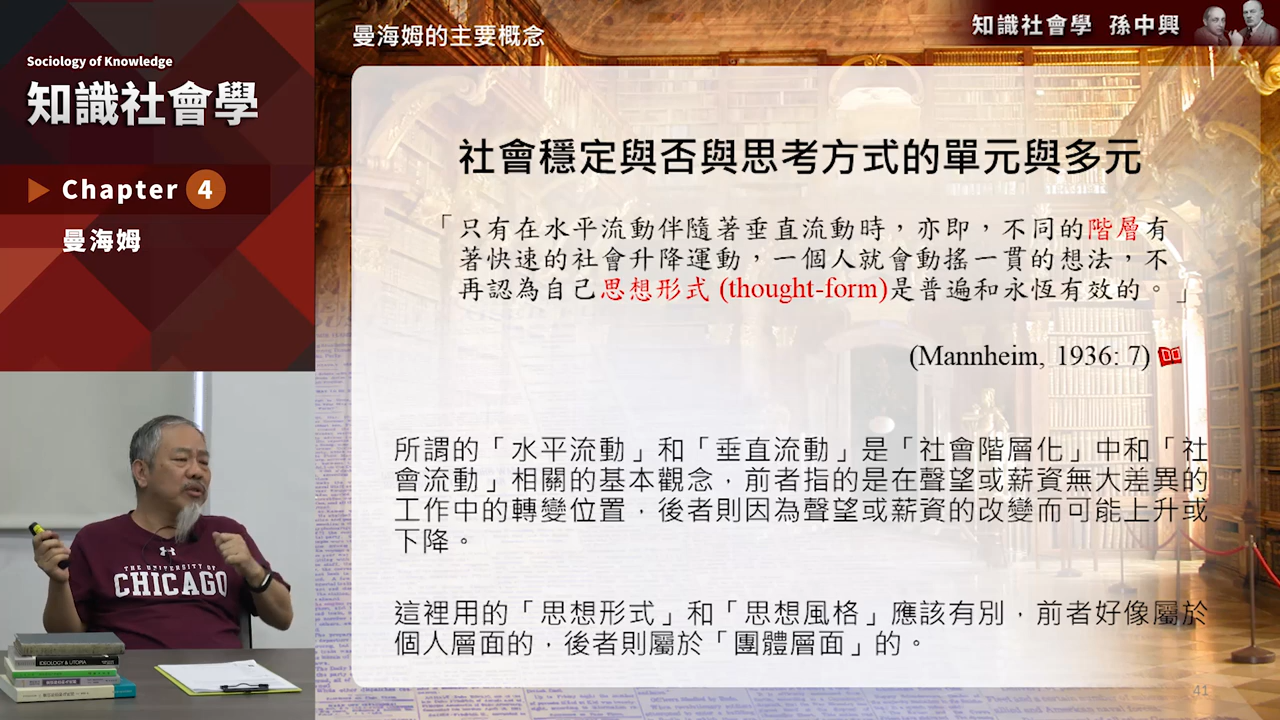 曼海姆的主要概念
知識社會學 孫中興
Sociology of Knowledge
知識社會學
Chapter 4
曼海姆
社會穩定與否與思考方式的單元與多元
「只有在水平流動伴隨著垂直流動時，亦即，不同的階層有
著快速的社會升降運動，一個人就會動搖一貫的想法，不
再認為自己思想形式 (thought-form)是普遍和永恆有效的。」
(Mannheim, 1936: 7)
所謂的「水平流動」和「垂直流動」是「社會階層化」中和「社
會流動」相關的基本觀念，前者指的是在聲望或薪資無大差異的
工作中的轉變位置，後者則因為聲望或薪資的改變而可能上升或
下降。
這裡用的「思想形式」和「思想風格」應該有別，前者好像屬於
個人層面的，後者則屬於「團體層面」的。
41
THE UNIVERSITY OF
CHICAGO
IDEOLOGY & UTOPIA